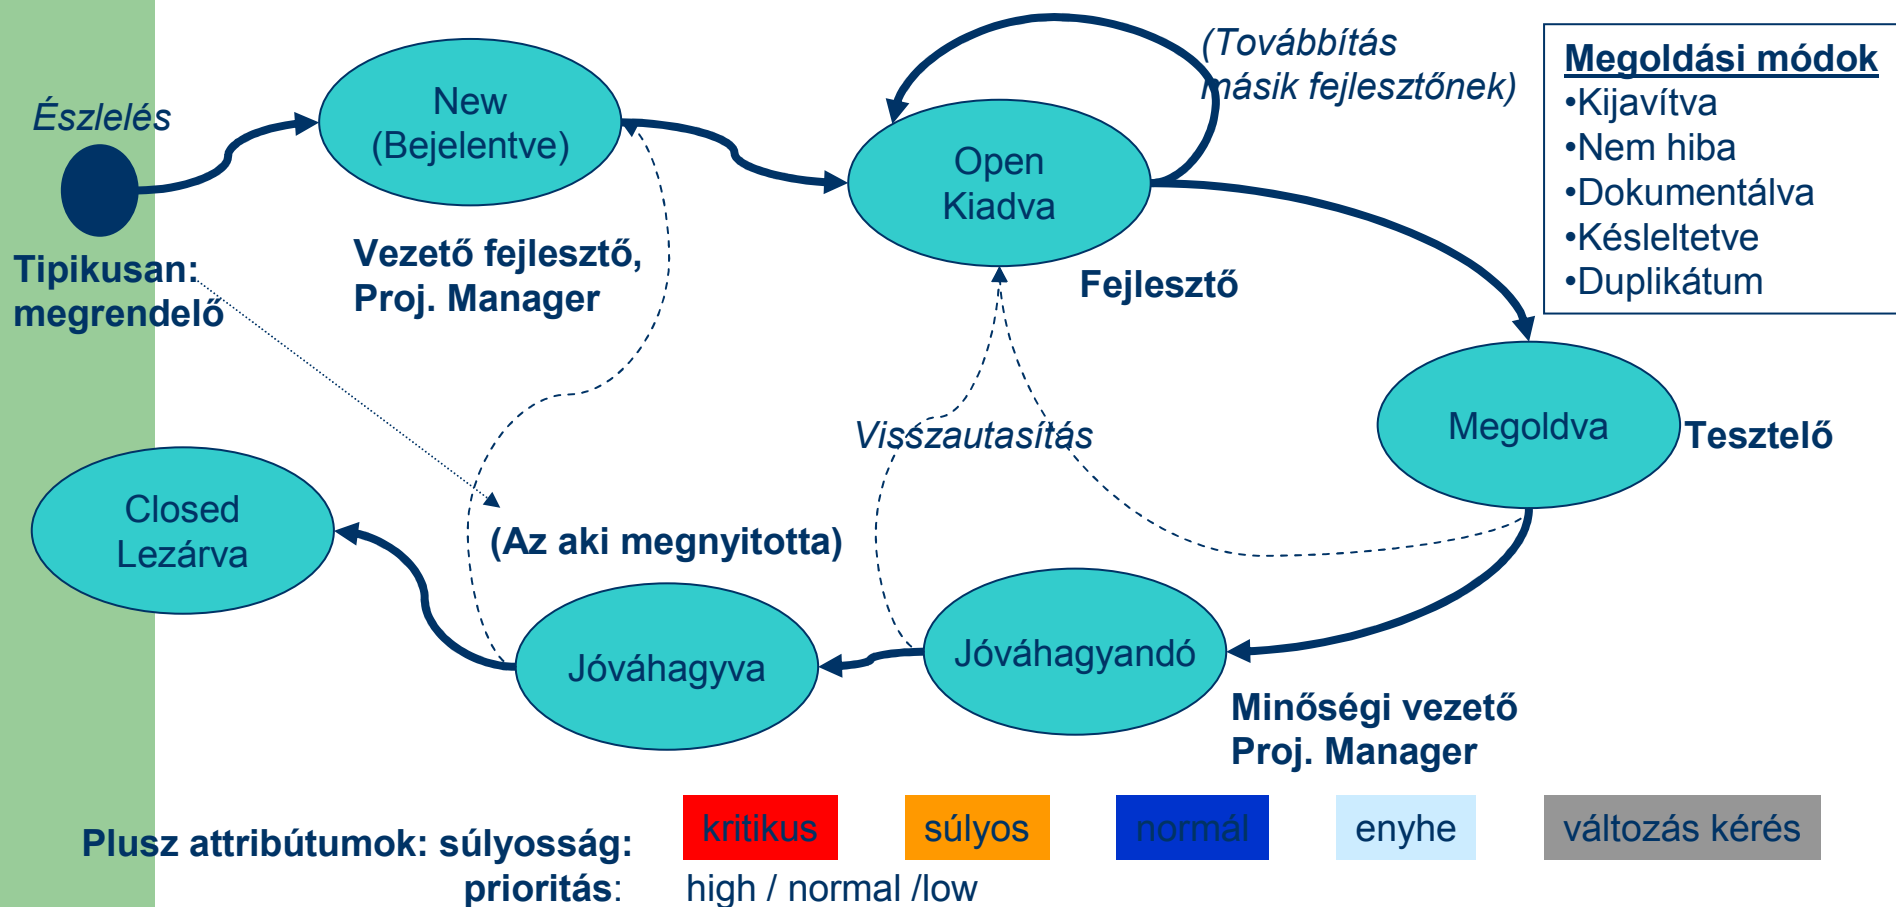 Észlelés
New
(Bejelentve)
(Továbbítás
másik fejlesztőnek)
Megoldási módok
•Kijavítva
•Nem hiba
•Dokumentálva
•Késleltetve
•Duplikátum
Open
Kiadva
Tipikusan:
megrendelő
Vezető fejlesztő,
Proj. Manager
Fejlesztő
Visszautasítás
Megoldva
Tesztelő
Closed
Lezárva
(Az aki megnyitotta)
Jóváhagyva
Jóváhagyandó
Minőségi vezető
Proj. Manager
Plusz attribútumok: súlyosság:
kritikus
súlyos
normál
enyhe
változás kérés
prioritás: high / normal /low